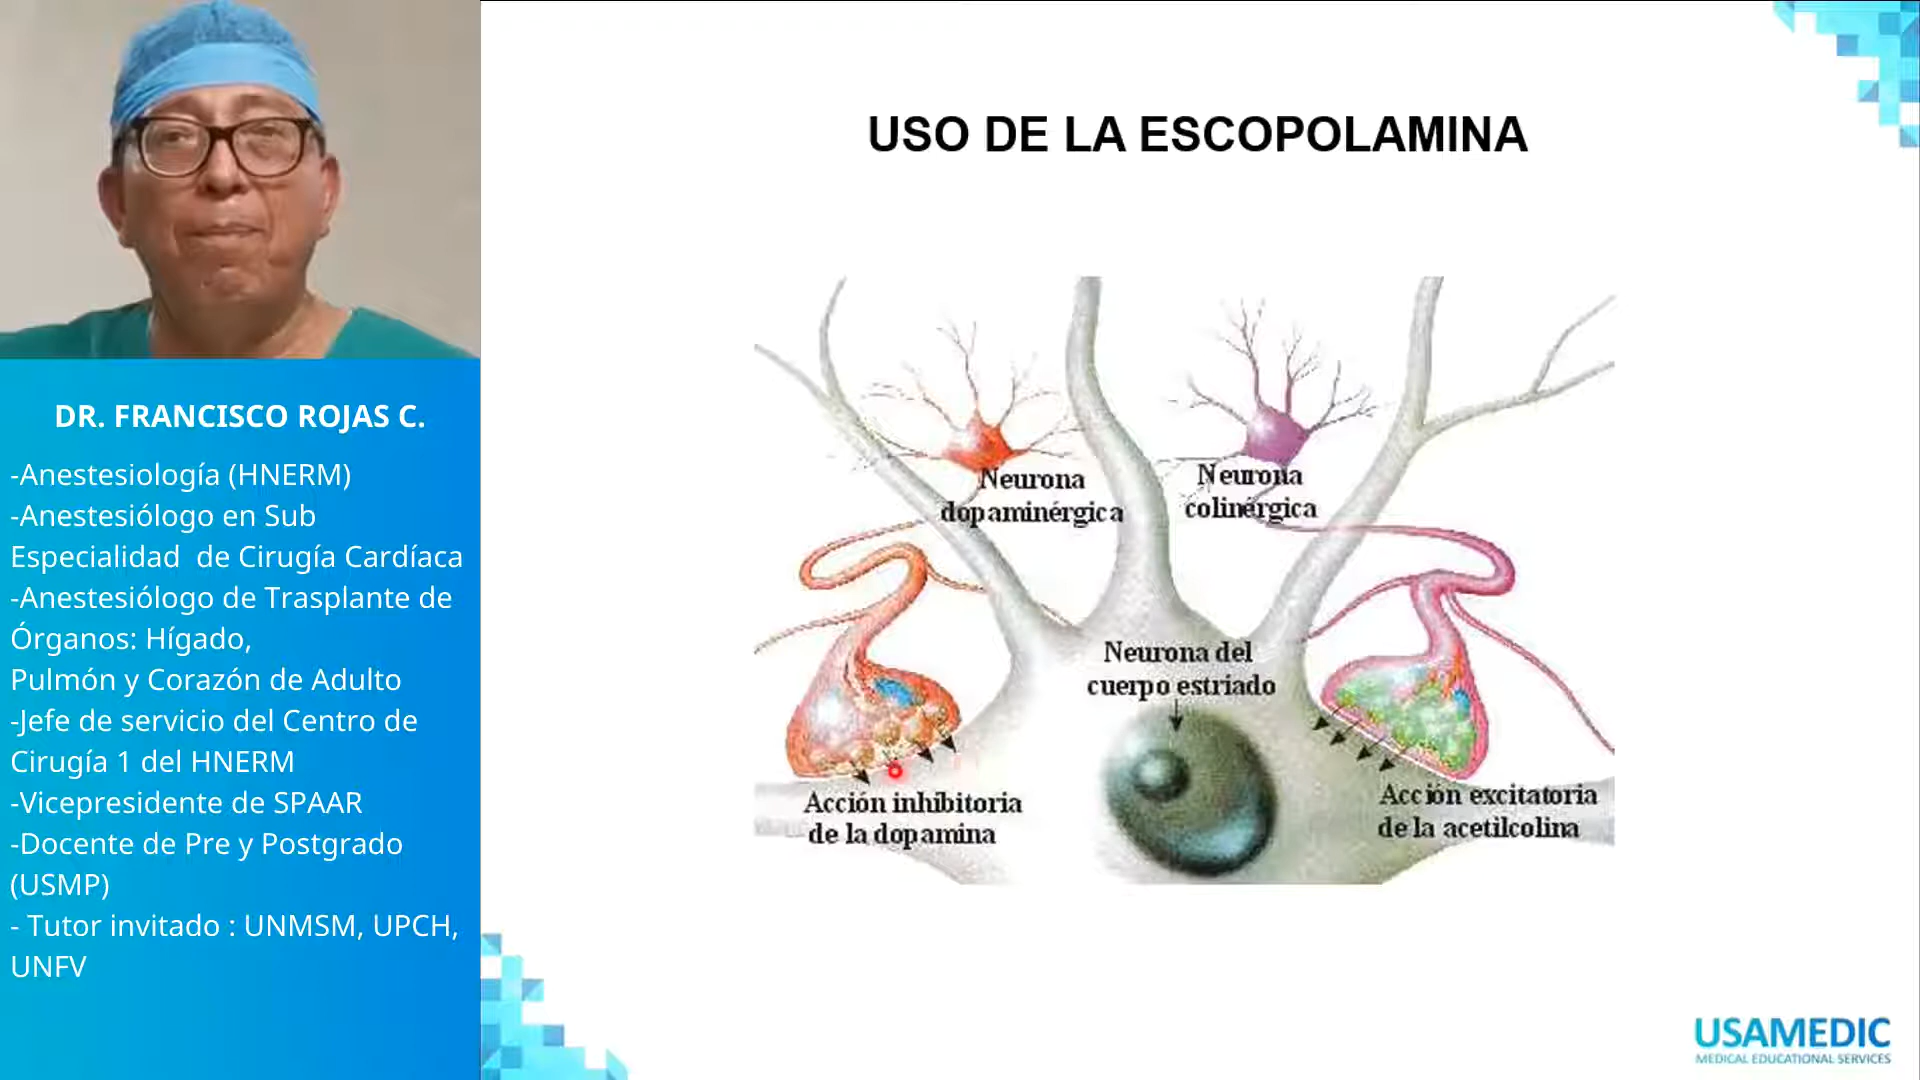 DR. FRANCISCO ROJAS C.
-Anestesiología (HNERM)
-Anestesiólogo en Sub
Especialidad  de Cirugía Cardíaca
-Anestesiólogo de Trasplante de
Órganos: Hígado,
Pulmón y Corazón de Adulto
-Jefe de servicio del Centro de
Cirugía 1 del HNERM
-Vicepresidente de SPAAR
-Docente de Pre y Postgrado
(USMP)
- Tutor invitado : UNMSM, UPCH,
UNFV
USO DE LA ESCOPOLAMINA
Neurona
dopaminérgica
Neurona
colinérgica
Neurona del
cuerpo estriado
Acción inhibitoria
de la dopamina
Acción excitatoria
de la acetilcolina
USAMEDIC
MEDICAL EDUCATIONAL SERVICES